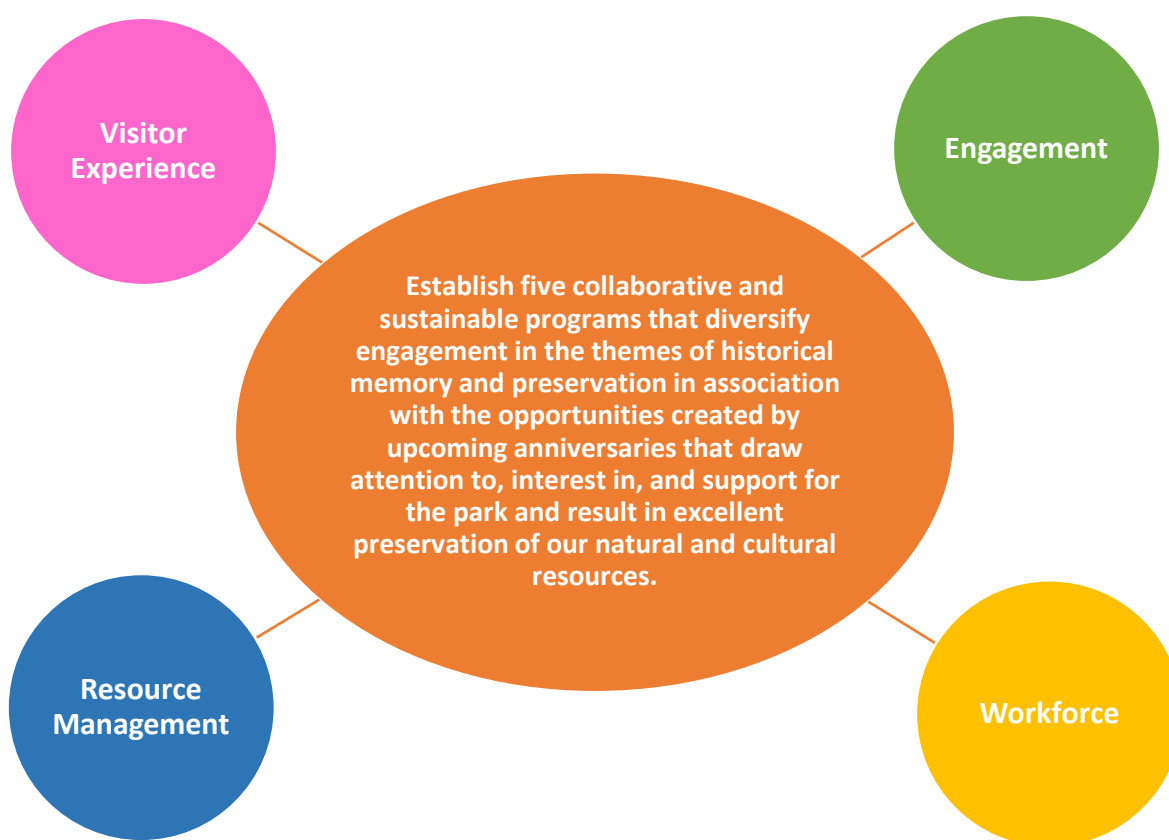 Visitor
Experience
Engagement
Establish five collaborative and
sustainable programs that diversify
engagement in the themes of historical
memory and preservation in association
with the opportunities created by
upcoming anniversaries that draw
attention to, interest in, and support for
the park and result in excellent
preservation of our natural and cultural
resources.
Resource
Management
Workforce